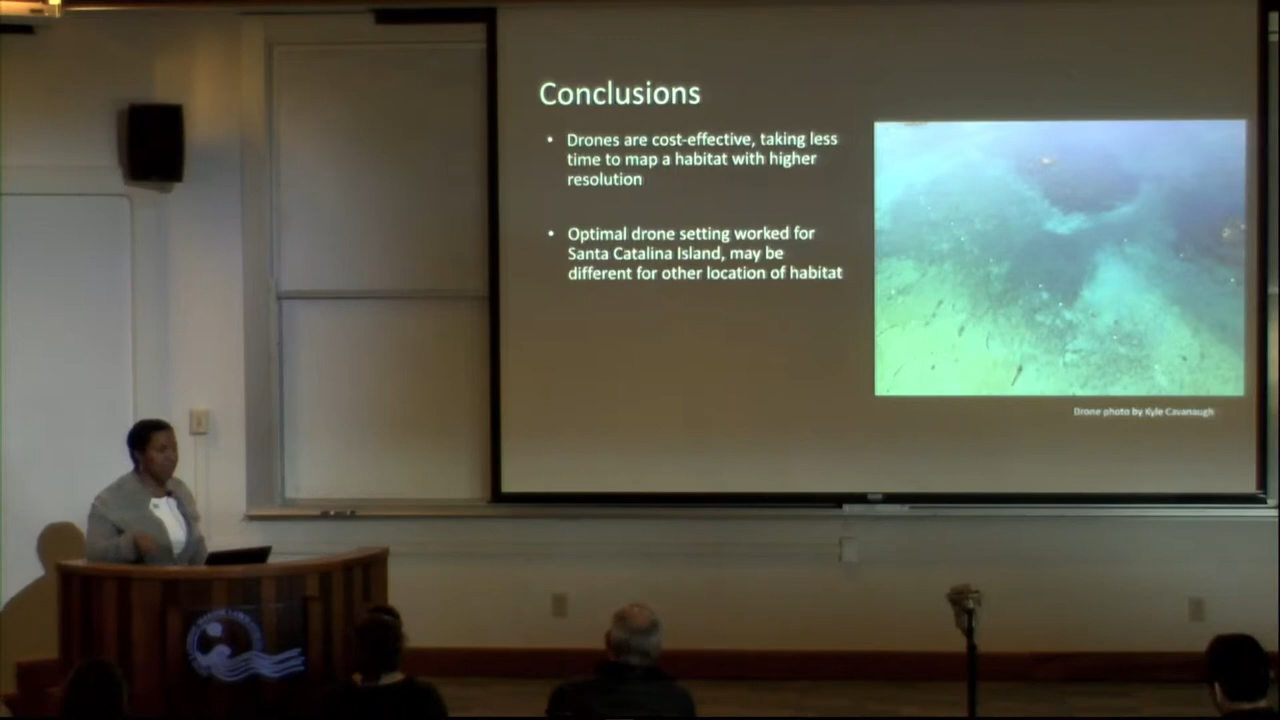 Conclusions
• Drones are cost-effective, taking less
time to map a habitat with higher
resolution
• Optimal drone setting worked for
Santa Catalina Island, may be
different for other location of habitat
Drone photo by Kyle Cavanaugh